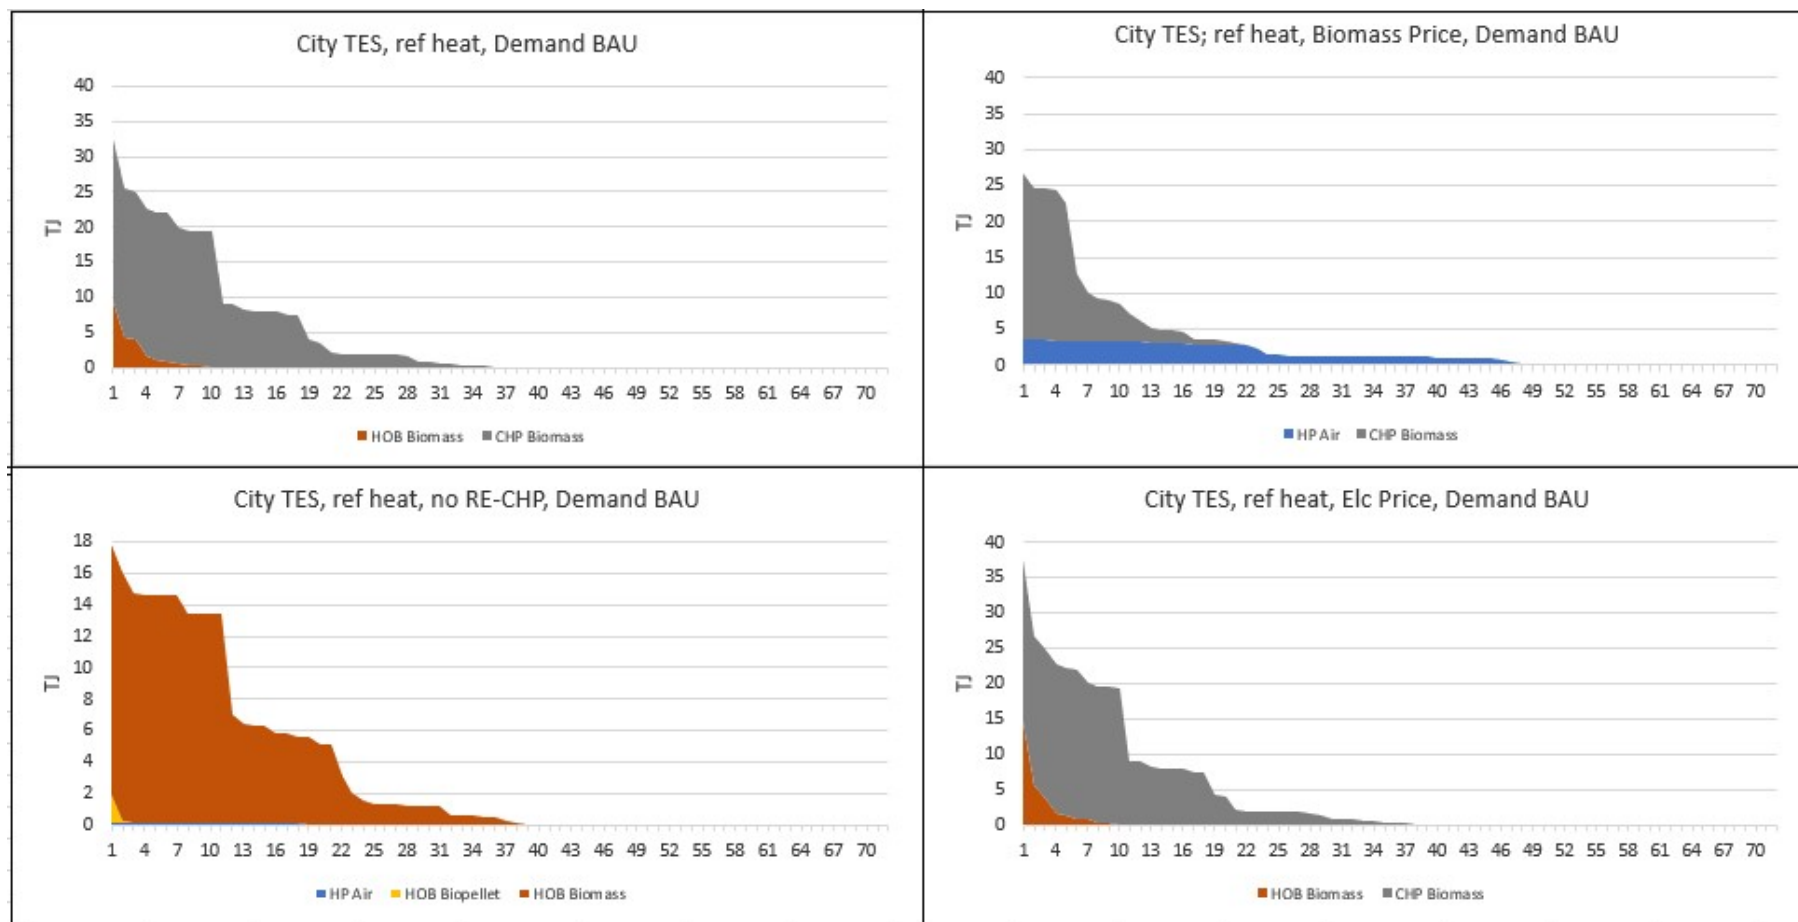 City TES, ref heat, Demand BAU
40
35
30
25
20
15
10
5
0
TJ
1 4 7 10 13 16 19 22 25 28 31 34 37 40 43 46 49 52 55 58 61 64 67 70
HOB Biomass CHP Biomass
City TES; ref heat, Biomass Price, Demand BAU
40
35
30
25
20
15
10
5
0
TJ
1 4 7 10 13 16 19 22 25 28 31 34 37 40 43 46 49 52 55 58 61 64 67 70
HP Air CHP Biomass
City TES, ref heat, no RE-CHP, Demand BAU
18
16
14
12
10
8
6
4
2
0
TJ
1 4 7 10 13 16 19 22 25 28 31 34 37 40 43 46 49 52 55 58 61 64 67 70
HP Air HOB Biopellet HOB Biomass
City TES, ref heat, Elc Price, Demand BAU
40
35
30
25
20
15
10
5
0
TJ
1 4 7 10 13 16 19 22 25 28 31 34 37 40 43 46 49 52 55 58 61 64 67 70
HOB Biomass CHP Biomass